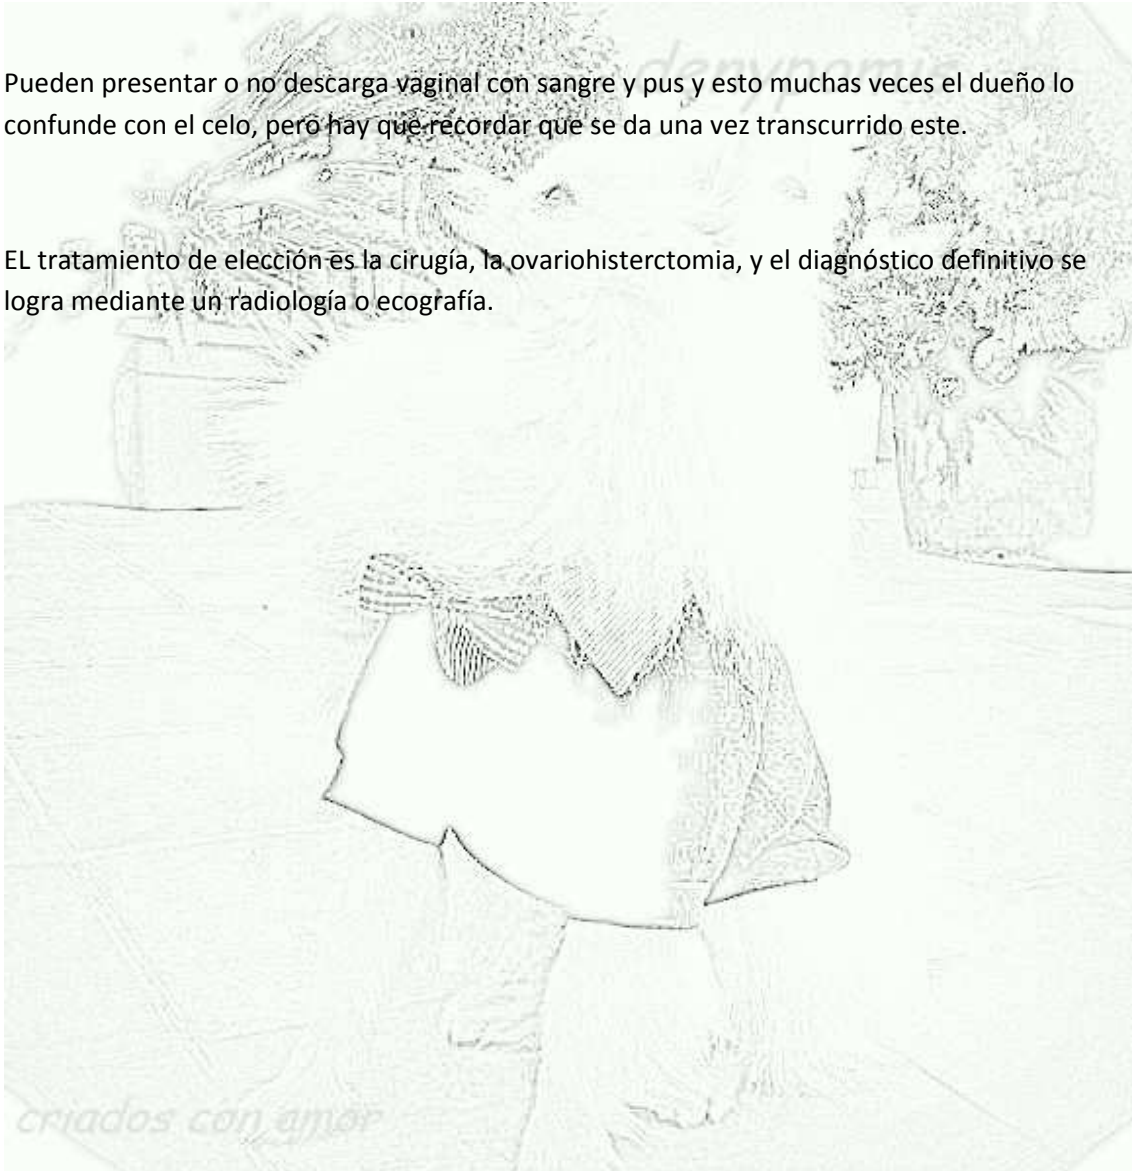 Pueden presentar o no descarga vaginal con sangre y pus y esto muchas veces el dueño lo
confunde con el celo, pero hay que recordar que se da una vez transcurrido este.
EL tratamiento de elección es la cirugía, la ovariohisterctomia, y el diagnóstico definitivo se
logra mediante un radiología o ecografía.
criados con amor